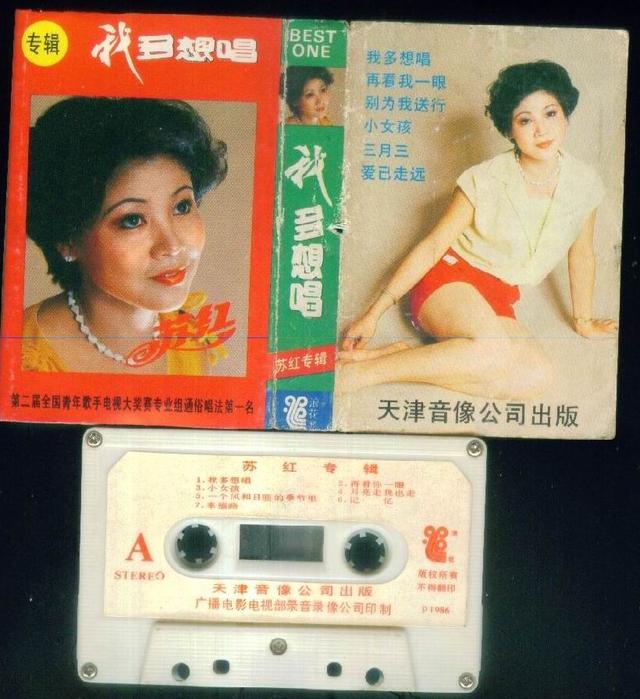 专辑
我多想唱
苏红
第二届全国青年歌手电视大奖赛专业组通俗唱法第一名
BEST
ONE
我多想唱
苏红专辑
浪花
我多想唱
再看我一眼
别为我送行
小女孩
三月三
爱已走远
天津音像公司出版
苏红专辑
1.我多想唱
2.再看你一眼
3.小女孩
4.月亮走我也走
5.一个风和日丽的季节里
6.记忆
7.幸福路
A
STEREO
版权所有
不得翻印
天津音像公司出版
广播电影电视部录音录像公司印制
p1986